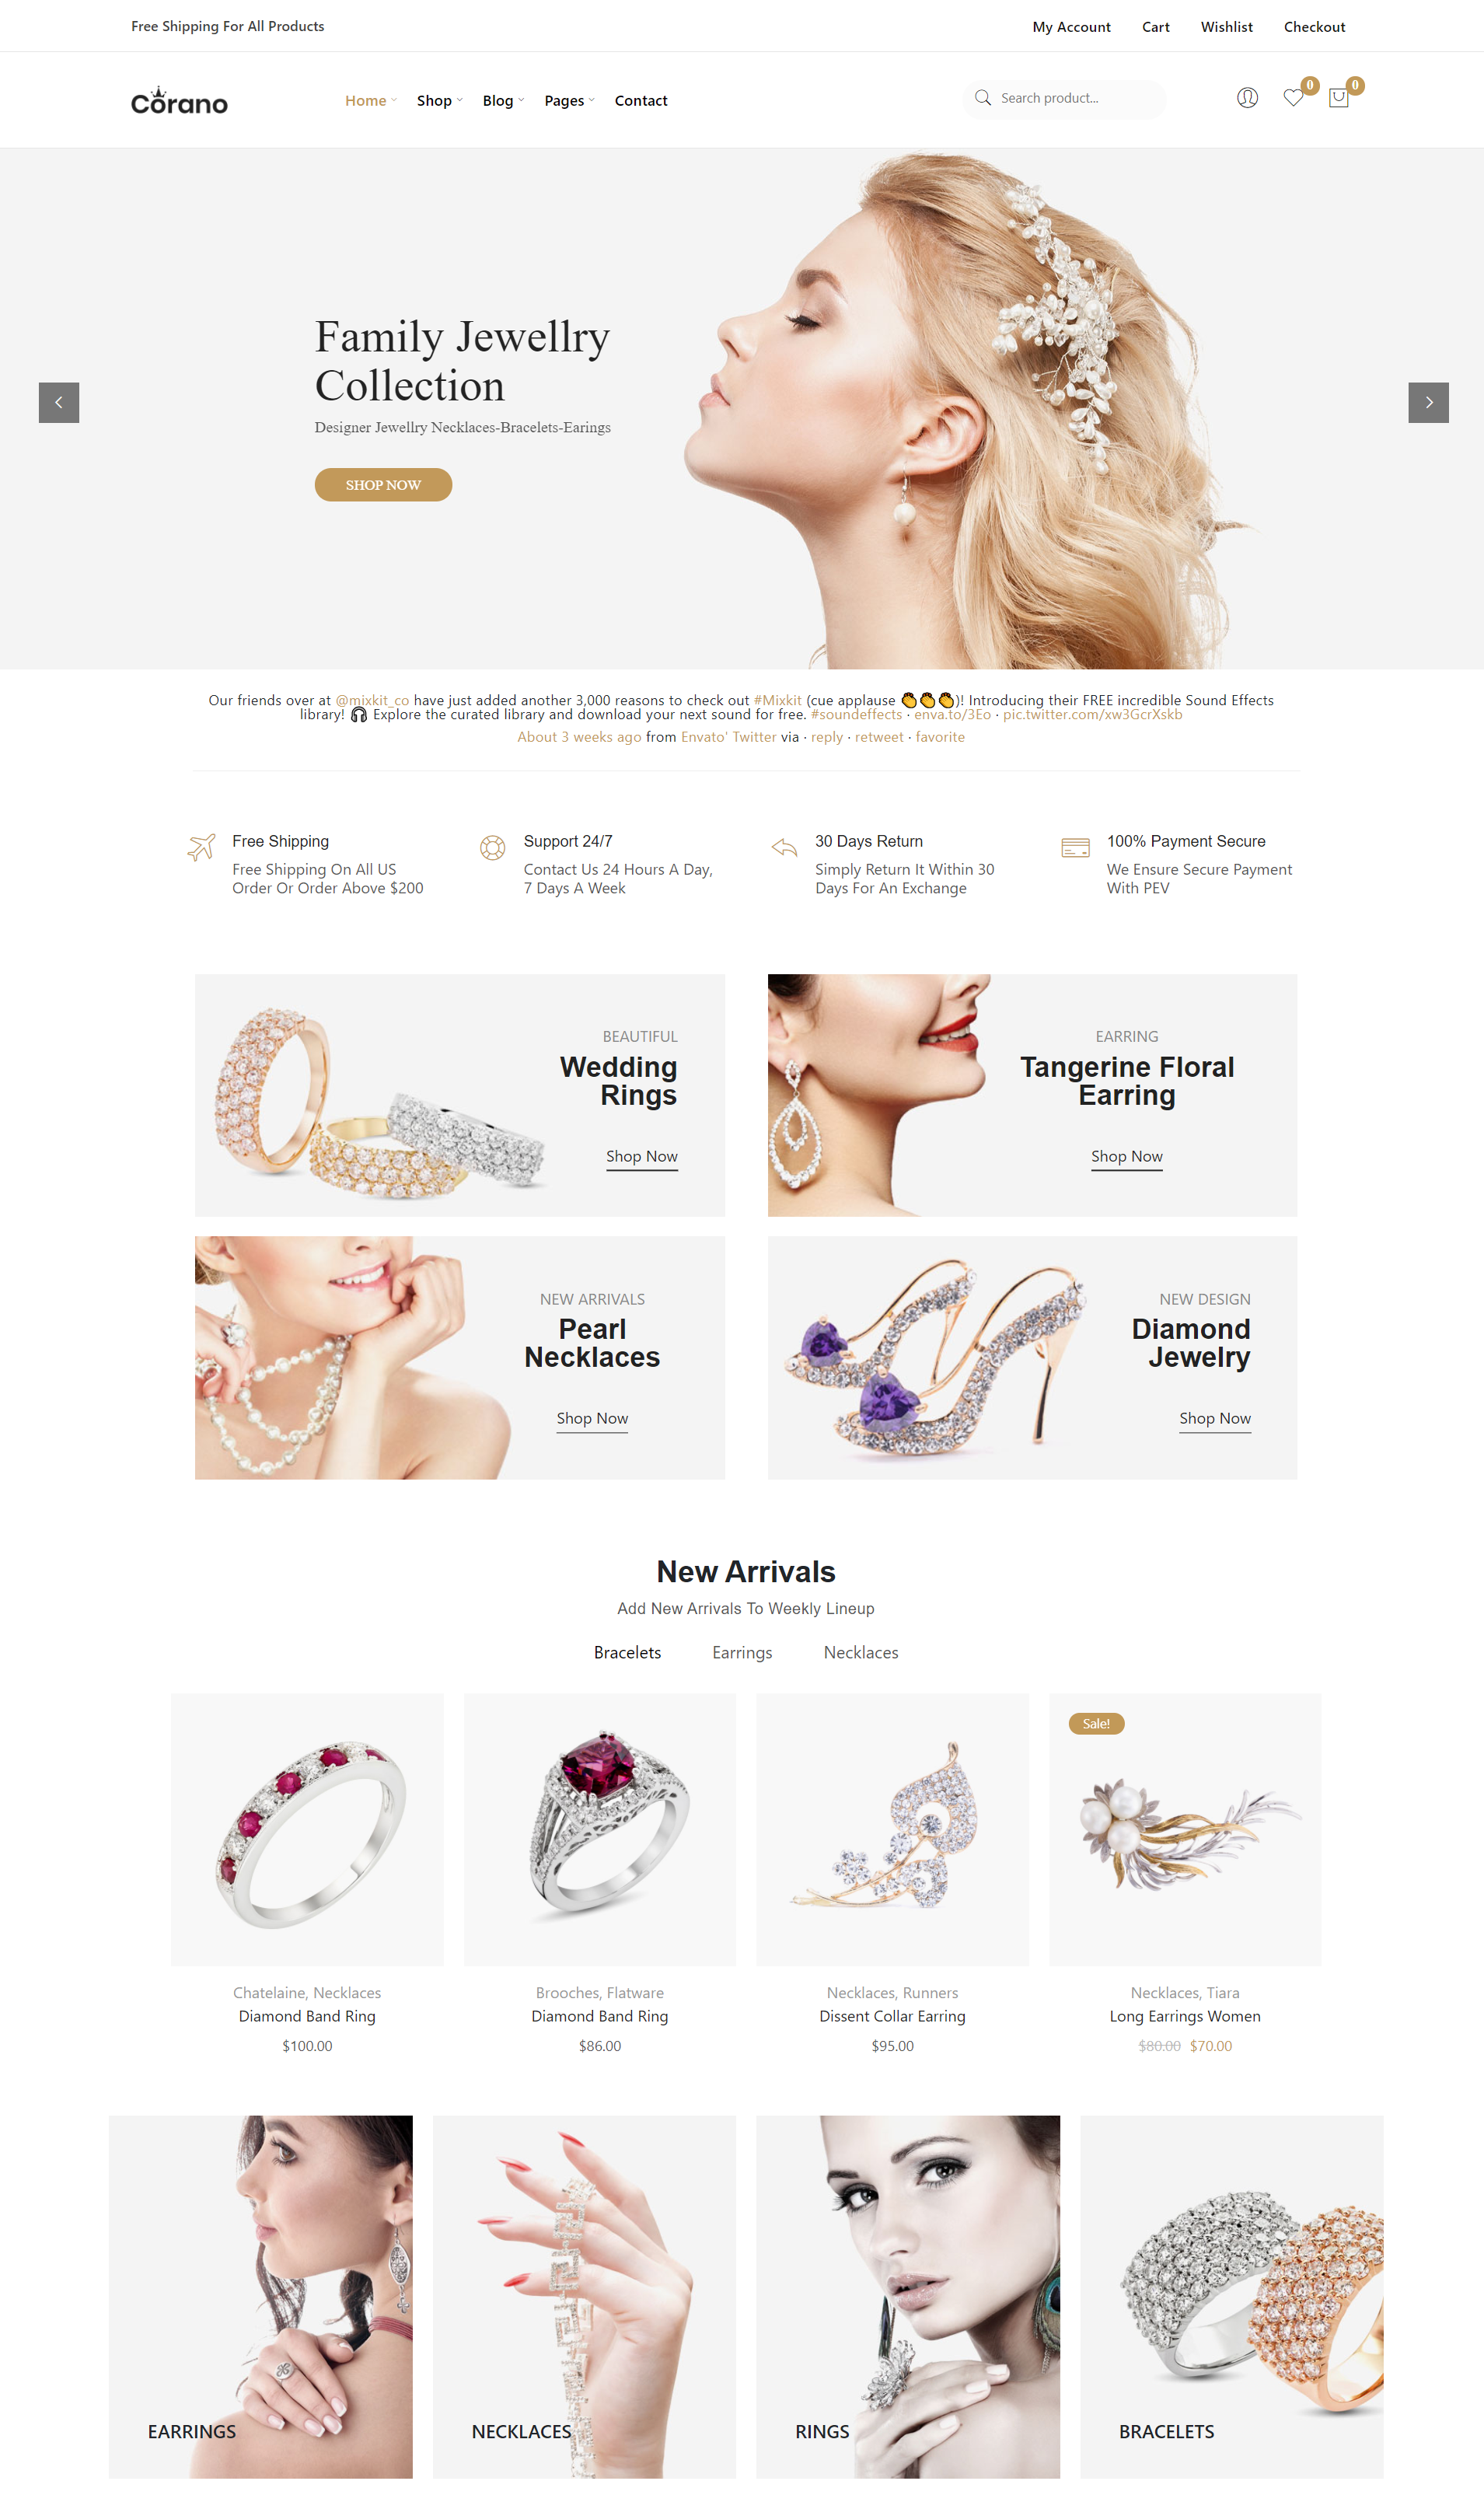 Free Shipping For All Products
My Account Cart Wishlist Checkout
Corano
Home Shop Blog Pages Contact
Search product...
0 0
Family Jewellry
Collection
Designer Jewellry Necklaces-Bracelets-Earings
SHOP NOW
Our friends over at @mixkit_co have just added another 3,000 reasons to check out #Mixkit (cue applause 👏👏👏)! Introducing their FREE incredible Sound Effects
library! 🎧 Explore the curated library and download your next sound for free. #soundeffects · enva.to/3Eo · pic.twitter.com/xw3GcrXskb
About 3 weeks ago from Envato' Twitter via · reply · retweet · favorite
Free Shipping
Free Shipping On All US
Order Or Order Above $200
Support 24/7
Contact Us 24 Hours A Day,
7 Days A Week
30 Days Return
Simply Return It Within 30
Days For An Exchange
100% Payment Secure
We Ensure Secure Payment
With PEV
BEAUTIFUL
Wedding
Rings
Shop Now
EARRING
Tangerine Floral
Earring
Shop Now
NEW ARRIVALS
Pearl
Necklaces
Shop Now
NEW DESIGN
Diamond
Jewelry
Shop Now
New Arrivals
Add New Arrivals To Weekly Lineup
Bracelets Earrings Necklaces
Sale!
Chatelaine, Necklaces
Diamond Band Ring
$100.00
Brooches, Flatware
Diamond Band Ring
$86.00
Necklaces, Runners
Dissent Collar Earring
$95.00
Necklaces, Tiara
Long Earrings Women
$80.00 $70.00
EARRINGS
NECKLACES
RINGS
BRACELETS